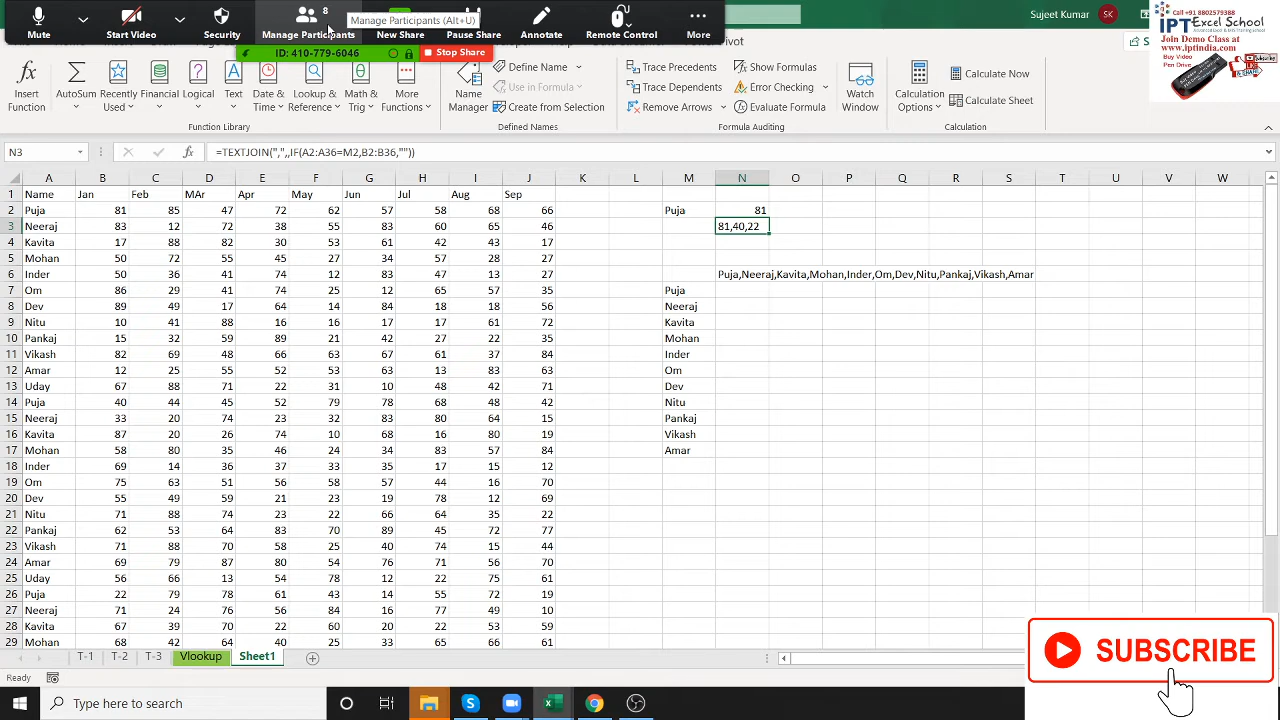 Sujeet Kumar SK
Call +91 8802579388
IPT Excel School
Join Demo Class at
www.iptindia.com
Buy Video
Pen Drive
Mute Start Video Security Manage Participants 8 New Share Pause Share Annotate Remote Control More
Manage Participants (Alt+U)
ID: 410-779-6046 Stop Share
Insert Function AutoSum Recently Used Financial Logical Text Date & Time Lookup & Reference Math & Trig More Functions
Function Library
Name Manager Define Name Use in Formula Create from Selection
Defined Names
Trace Precedents Trace Dependents Remove Arrows Show Formulas Error Checking Evaluate Formula
Formula Auditing
Watch Window
Calculation Options Calculate Now Calculate Sheet
Calculation
N3 fx =TEXTJOIN(",",,IF(A2:A36=M2,B2:B36,""))
A B C D E F G H I J K L M N O P Q R S T U V W
1 Name Jan Feb MAr Apr May Jun Jul Aug Sep
2 Puja 81 85 47 72 62 57 58 68 66 Puja 81
3 Neeraj 83 12 72 38 55 83 60 65 46 81,40,22
4 Kavita 17 88 82 30 53 61 42 43 17
5 Mohan 50 72 55 45 27 34 57 28 27
6 Inder 50 36 41 74 12 83 47 13 27 Puja,Neeraj,Kavita,Mohan,Inder,Om,Dev,Nitu,Pankaj,Vikash,Amar
7 Om 86 29 41 74 25 12 65 57 35 Puja
8 Dev 89 49 17 64 14 84 18 18 56 Neeraj
9 Nitu 10 41 88 16 16 17 17 61 72 Kavita
10 Pankaj 15 32 59 89 21 42 27 22 35 Mohan
11 Vikash 82 69 48 66 63 67 61 37 84 Inder
12 Amar 12 25 55 52 53 63 13 83 63 Om
13 Uday 67 88 71 22 31 10 48 42 71 Dev
14 Puja 40 44 45 52 79 78 68 48 42 Nitu
15 Neeraj 33 20 74 23 32 83 80 64 15 Pankaj
16 Kavita 87 20 26 74 10 68 16 80 19 Vikash
17 Mohan 58 80 35 46 24 34 83 57 84 Amar
18 Inder 69 14 36 37 33 35 17 15 12
19 Om 75 63 51 56 58 57 44 16 70
20 Dev 55 49 59 21 23 19 78 12 69
21 Nitu 71 53 54 23 22 66 64 35 22
22 Pankaj 62 53 64 83 70 89 45 72 77
23 Vikash 71 88 70 58 25 40 74 15 44
24 Amar 69 79 87 80 54 76 71 56 70
25 Uday 56 66 13 54 78 12 22 75 61
26 Puja 22 79 78 61 43 14 55 72 19
27 Neeraj 71 24 76 56 84 16 77 49 10
28 Kavita 67 39 70 22 60 20 22 53 59
29 Mohan 68 42 64 40 25 33 65 66 61
T-1 T-2 T-3 Vlookup Sheet1
Ready
SUBSCRIBE
Type here to search